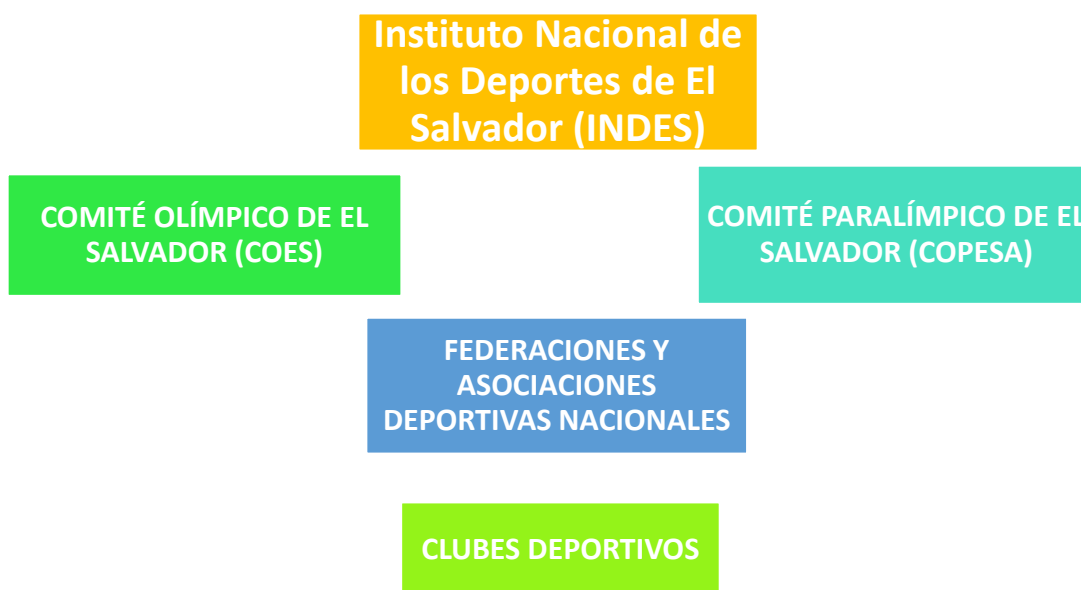 Instituto Nacional de
los Deportes de El
Salvador (INDES)
COMITÉ OLÍMPICO DE EL
SALVADOR (COES)
COMITÉ PARALÍMPICO DE EL
SALVADOR (COPESA)
FEDERACIONES Y
ASOCIACIONES
DEPORTIVAS NACIONALES
CLUBES DEPORTIVOS